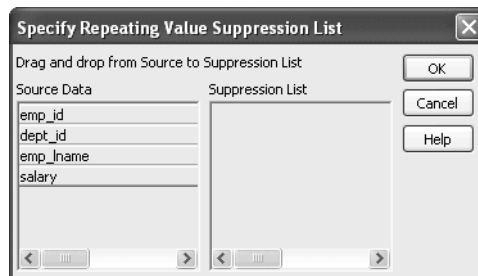 Specify Repeating Value Suppression List
Drag and drop from Source to Suppression List
Source Data
Suppression List
emp_id
dept_id
emp_lname
salary
OK
Cancel
Help